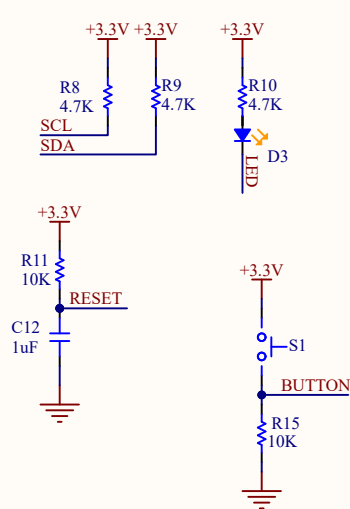 +3.3V +3.3V +3.3V
R8 R9 R10
4.7K 4.7K 4.7K
SCL
SDA
D3
LED
+3.3V
R11
10K
RESET
C12
1uF
+3.3V
S1
BUTTON
R15
10K